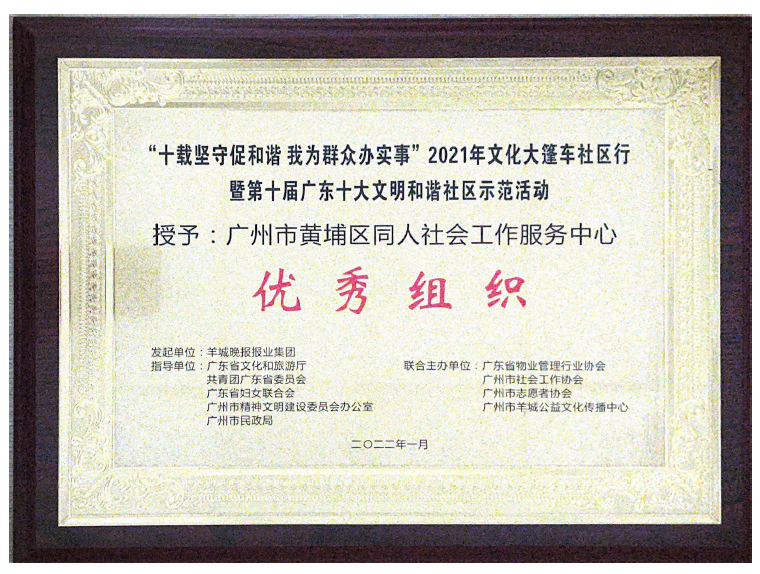 “十载坚守促和谐 我为群众办实事”2021年文化大篷车社区行
暨第十届广东十大文明和谐社区示范活动
授予：广州市黄埔区同人社会工作服务中心
优秀组织
发起单位：羊城晚报报业集团
指导单位：广东省文化和旅游厅
共青团广东省委员会
广东省妇女联合会
广州市精神文明建设委员会办公室
广州市民政局
联合主办单位：广东省物业管理行业协会
广州市社会工作协会
广州市志愿者协会
广州市羊城公益文化传播中心
二〇二二年一月